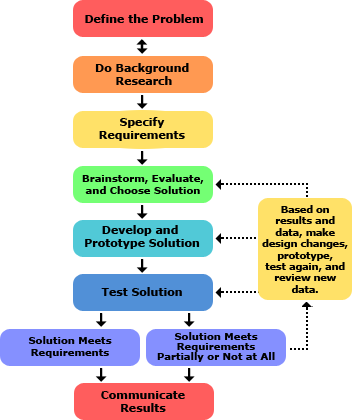 Define the Problem
Do Background
Research
Specify
Requirements
Brainstorm, Evaluate,
and Choose Solution
Develop and
Prototype Solution
Based on
results and
data, make
design changes,
prototype,
test again, and
review new
data.
Test Solution
Solution Meets
Requirements
Solution Meets
Requirements
Partially or Not at All
Communicate
Results